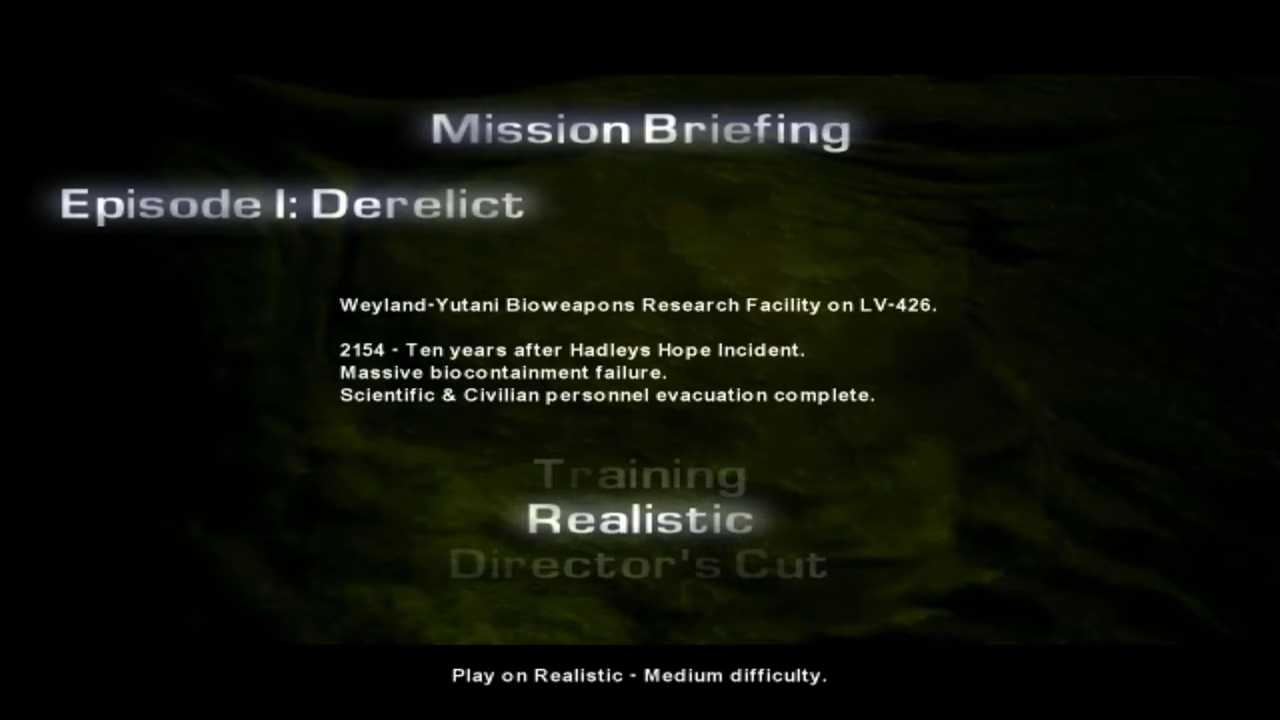 Mission Briefing
Episode I: Derelict
Weyland-Yutani Bioweapons Research Facility on LV-426.
2154 - Ten years after Hadleys Hope Incident.
Massive biocontainment failure.
Scientific & Civilian personnel evacuation complete.
Training
Realistic
Director's Cut
Play on Realistic - Medium difficulty.